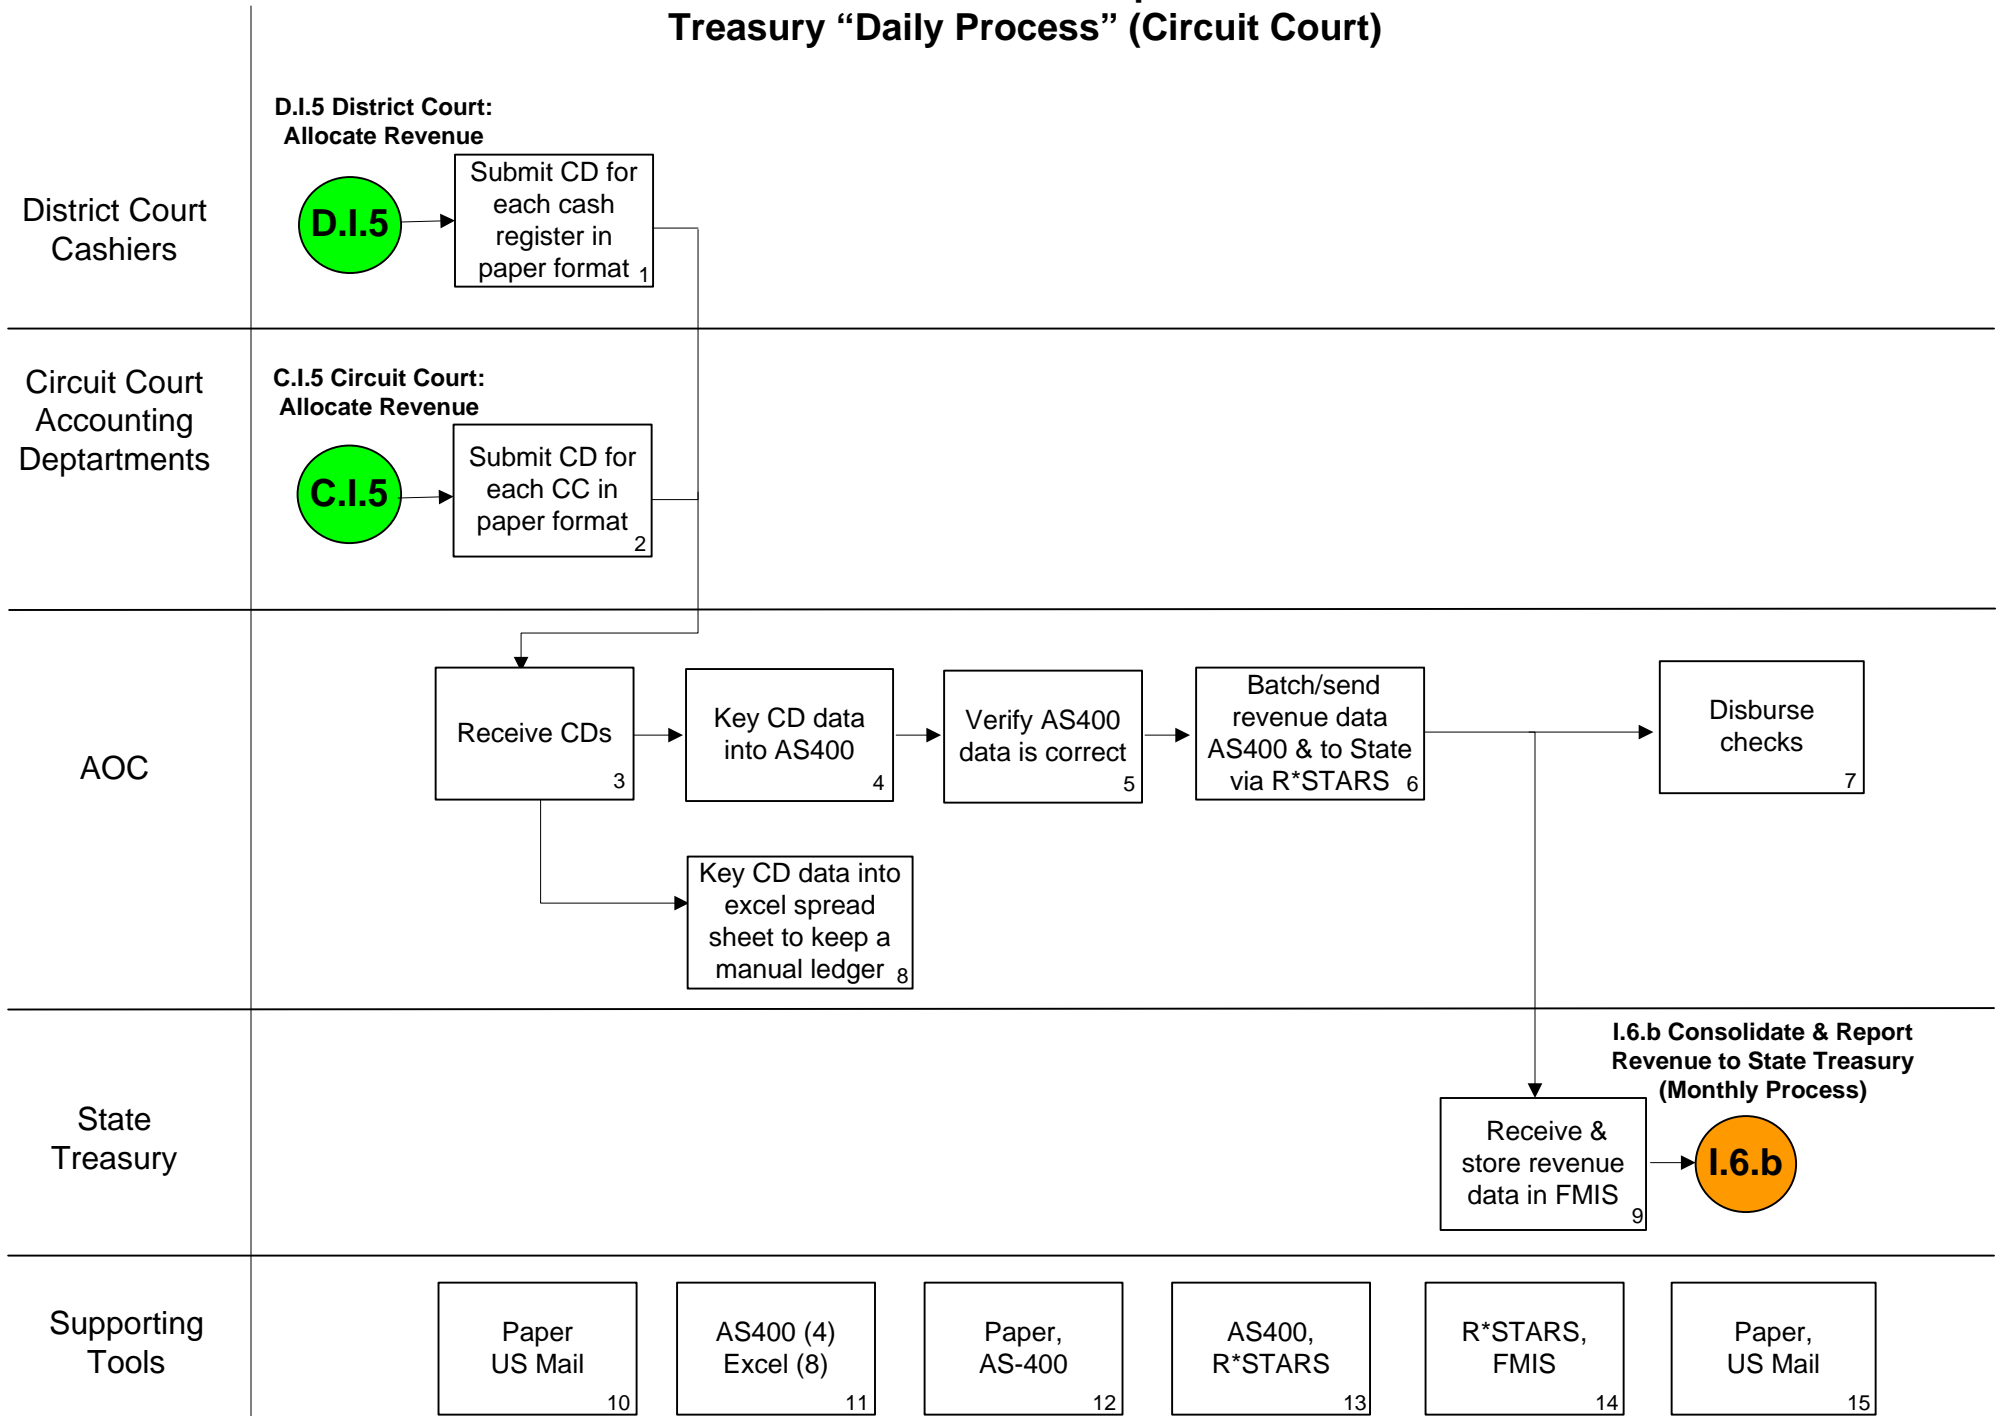 Treasury “Daily Process” (Circuit Court)
D.I.5 District Court:
Allocate Revenue
District Court
Cashiers
D.I.5
Submit CD for
each cash
register in
paper format
1
Circuit Court
Accounting
Deptartments
C.I.5 Circuit Court:
Allocate Revenue
C.I.5
Submit CD for
each CC in
paper format
2
AOC
Receive CDs
3
Key CD data
into AS400
4
Verify AS400
data is correct
5
Batch/send
revenue data
AS400 & to State
via R*STARS
6
Disburse
checks
7
Key CD data into
excel spread
sheet to keep a
manual ledger
8
State
Treasury
I.6.b Consolidate & Report
Revenue to State Treasury
(Monthly Process)
Receive &
store revenue
data in FMIS
9
I.6.b
Supporting
Tools
Paper
US Mail
10
AS400 (4)
Excel (8)
11
Paper,
AS-400
12
AS400,
R*STARS
13
R*STARS,
FMIS
14
Paper,
US Mail
15